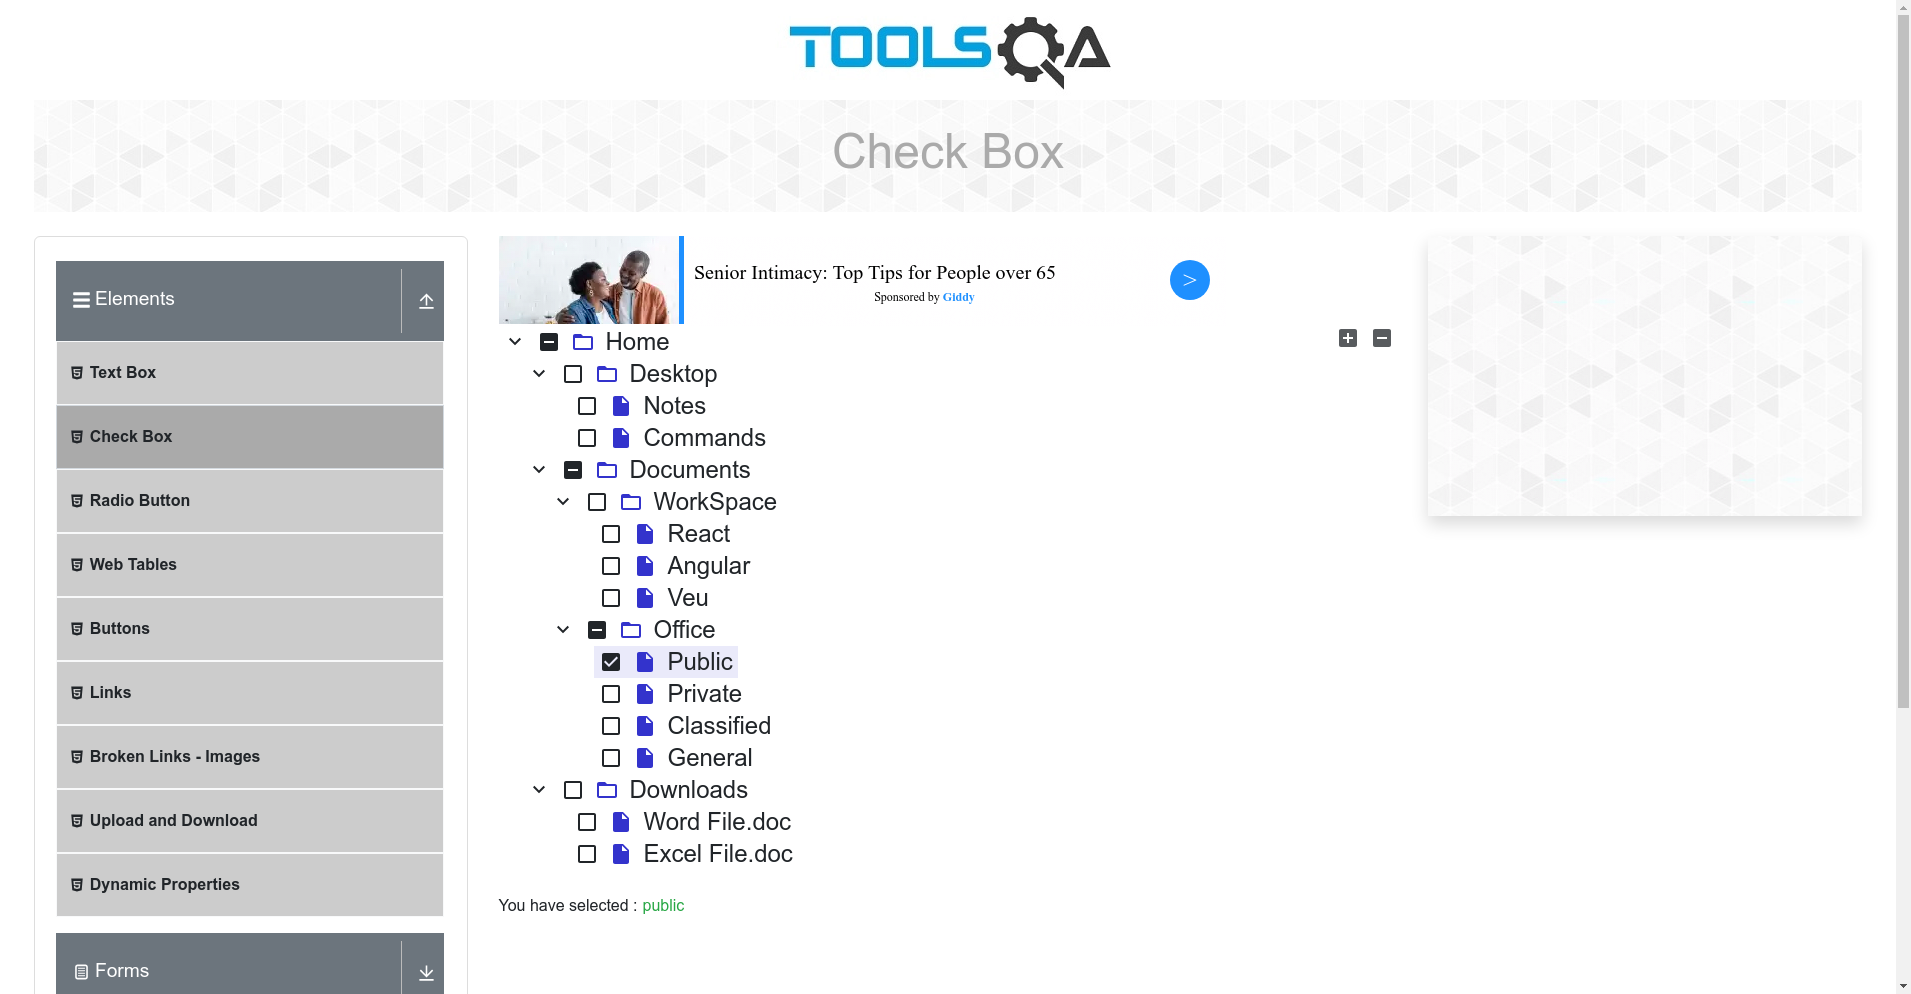 TOOLSQA
Check Box
Elements
Text Box
Check Box
Radio Button
Web Tables
Buttons
Links
Broken Links - Images
Upload and Download
Dynamic Properties
Forms
Senior Intimacy: Top Tips for People over 65
Sponsored by Giddy
>
Home
Desktop
Notes
Commands
Documents
WorkSpace
React
Angular
Veu
Office
Public
Private
Classified
General
Downloads
Word File.doc
Excel File.doc
You have selected : public